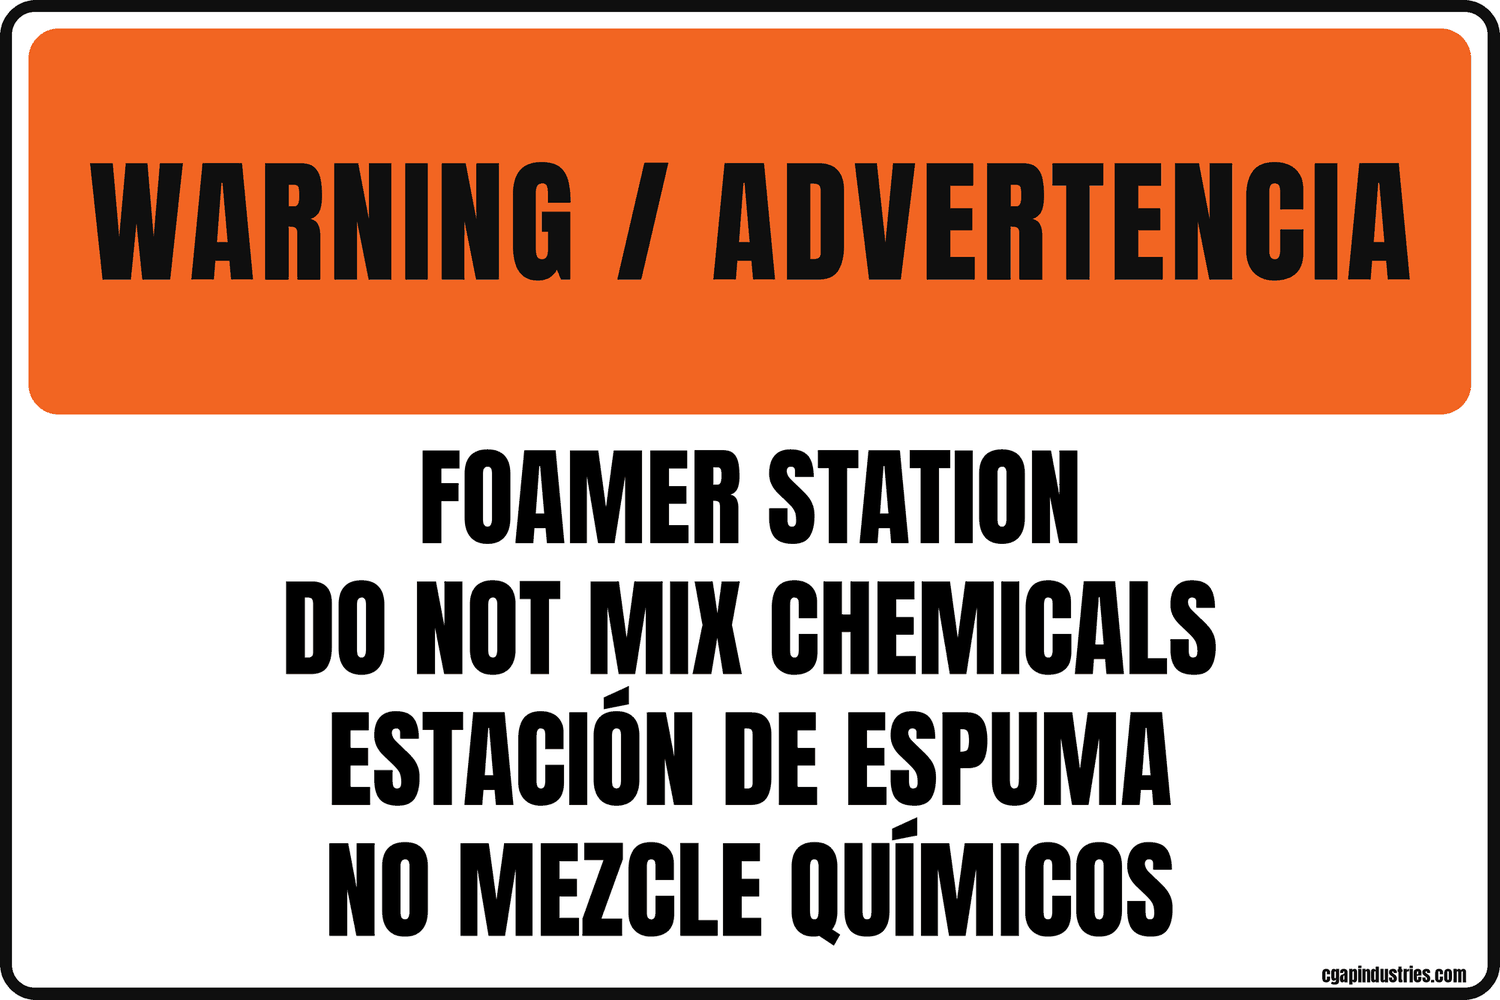 WARNING / ADVERTENCIA
FOAMER STATION
DO NOT MIX CHEMICALS
ESTACIÓN DE ESPUMA
NO MEZCLE QUÍMICOS
cgapindustries.com